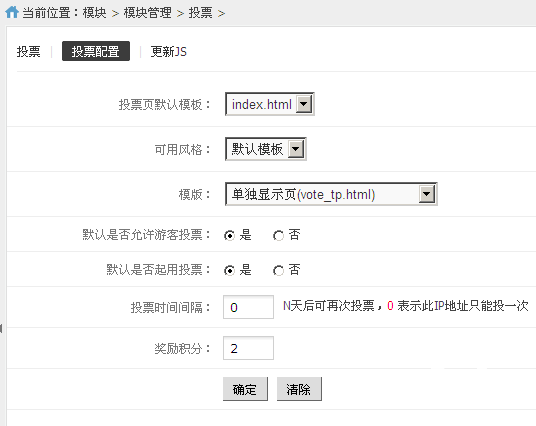 当前位置：模块 > 模块管理 > 投票 >
投票 | 投票配置 | 更新JS
投票页默认模板： index.html
可用风格： 默认模板
模版： 单独显示页(vote_tp.html)
默认是否允许游客投票： 是 否
默认是否起用投票： 是 否
投票时间间隔： 0 N天后可再次投票，0 表示此IP地址只能投一次
奖励积分： 2
确定 清除